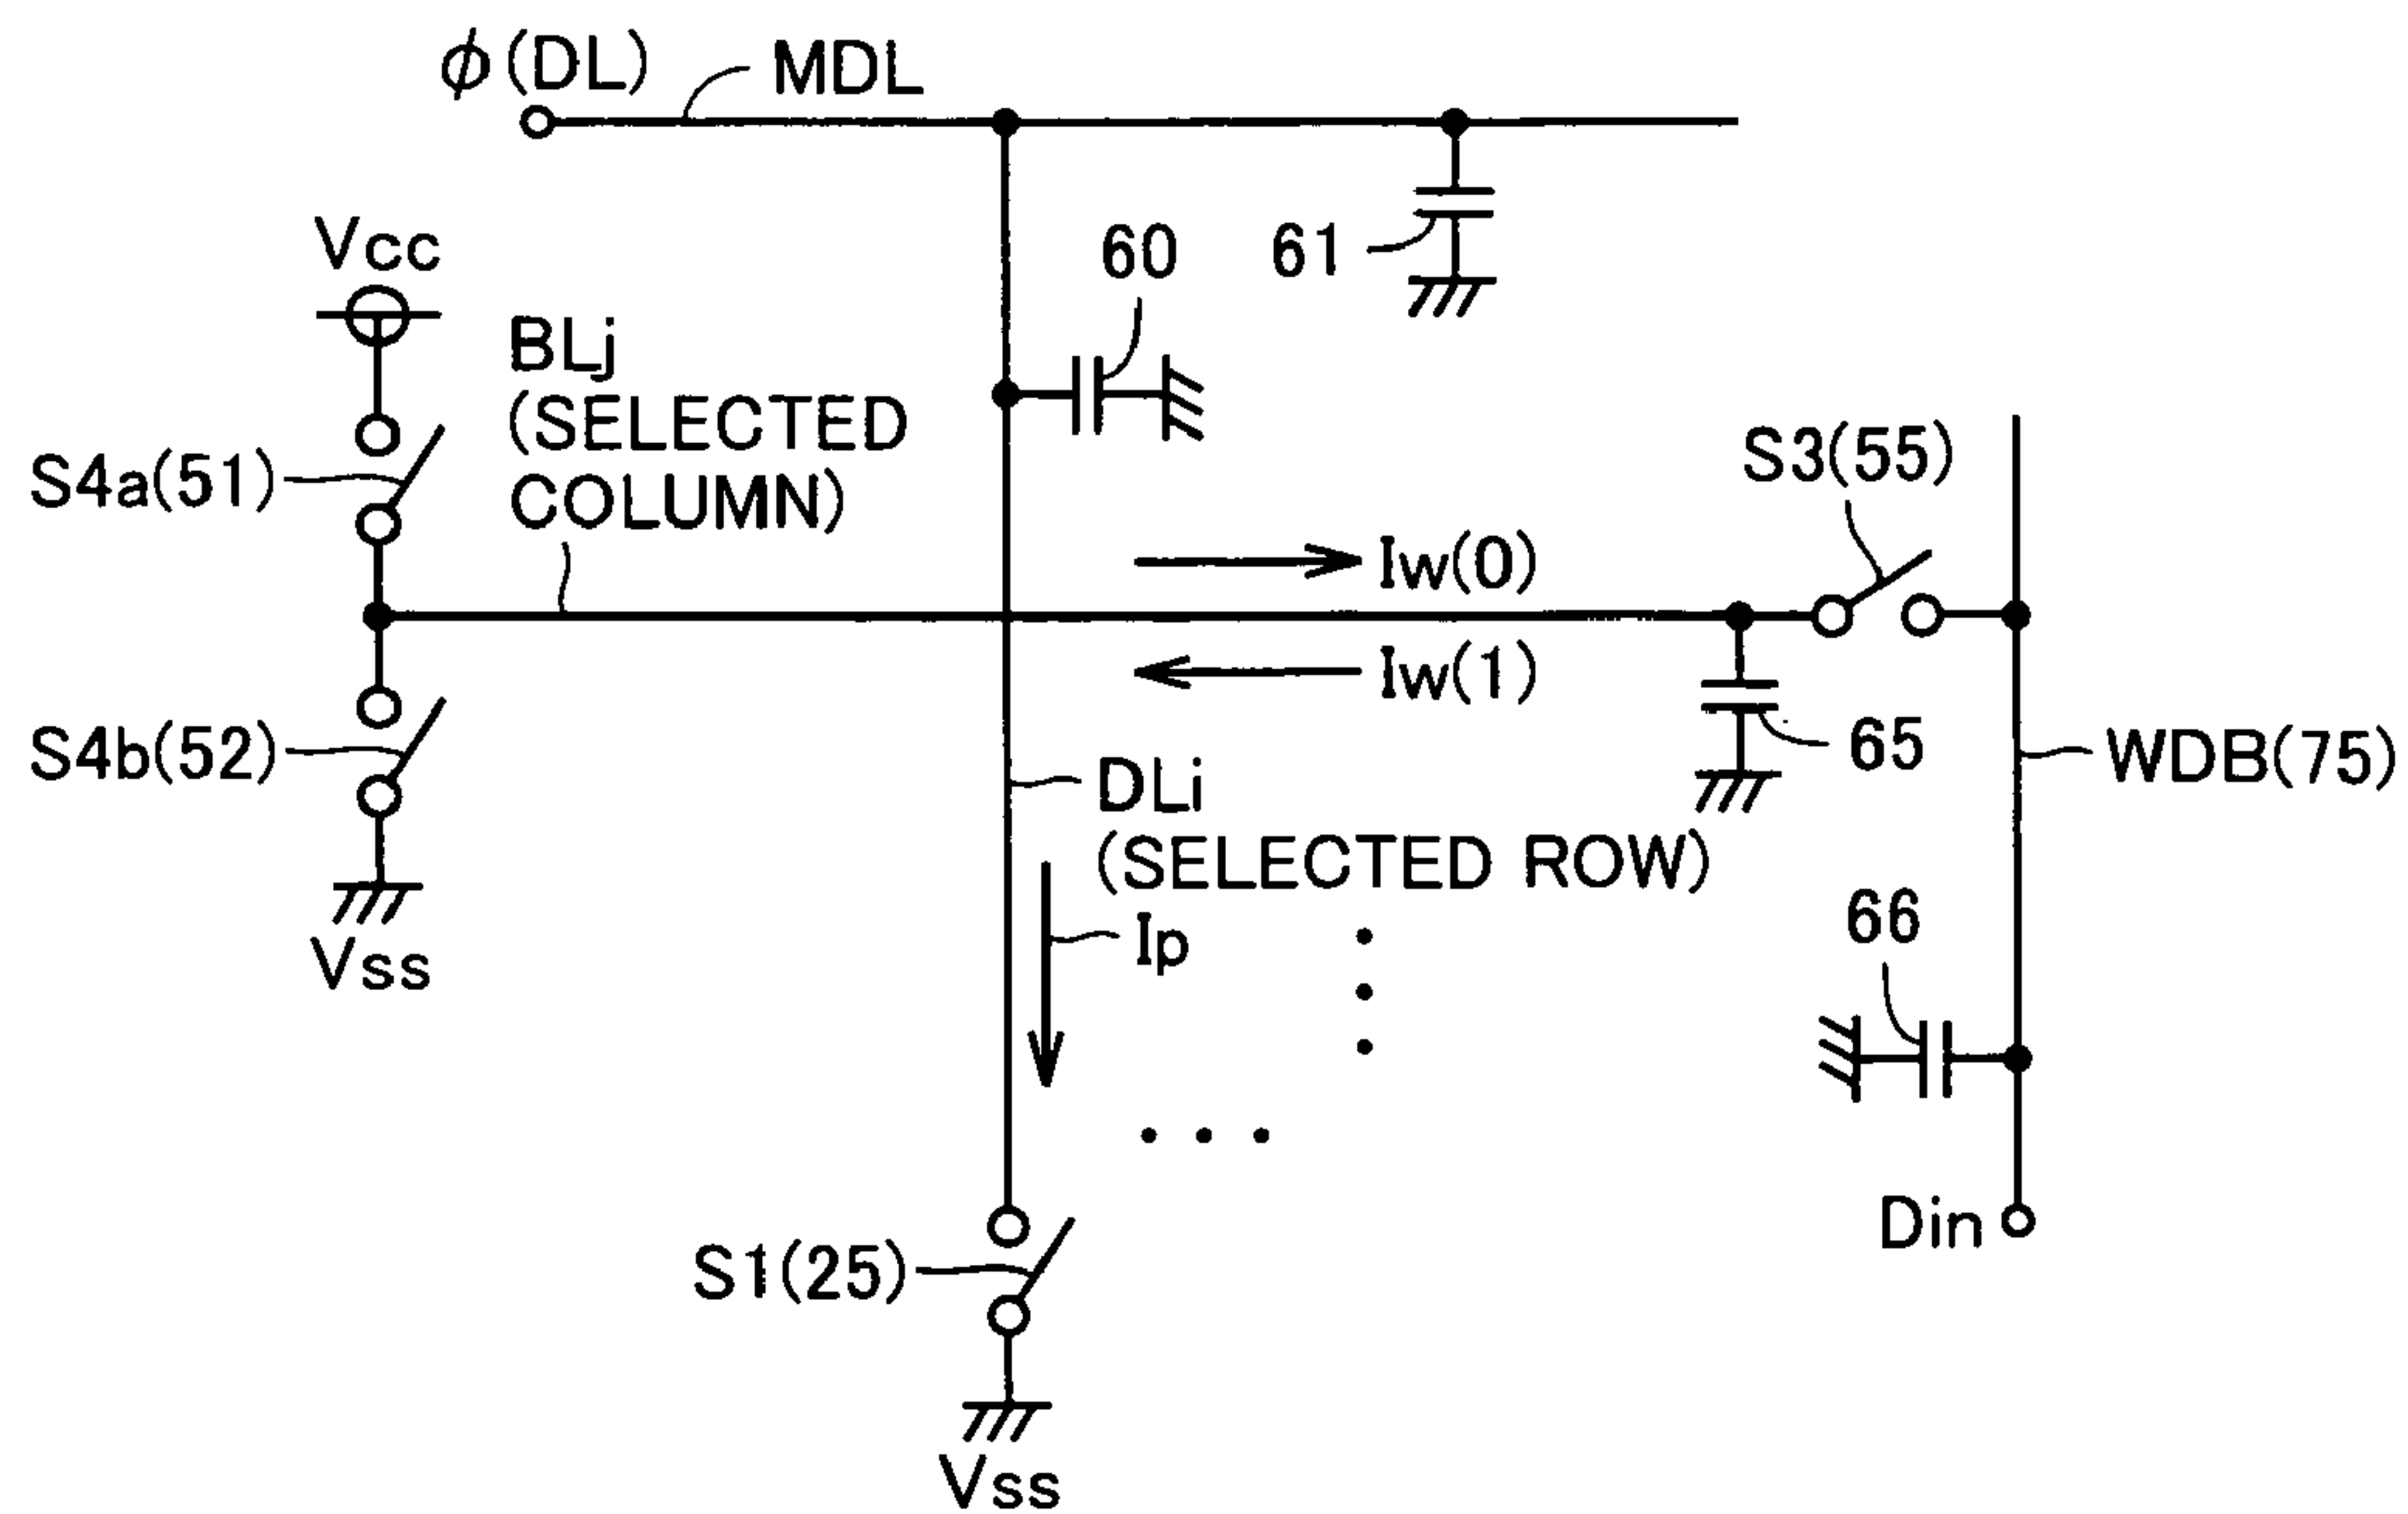 ϕ(DL)
MDL
Vcc
60
61
BLj
(SELECTED
COLUMN)
S4a(51)
S3(55)
Iw(0)
Iw(1)
S4b(52)
65
WDB(75)
DLi
(SELECTED ROW)
66
Ip
Vss
Din
S1(25)
Vss